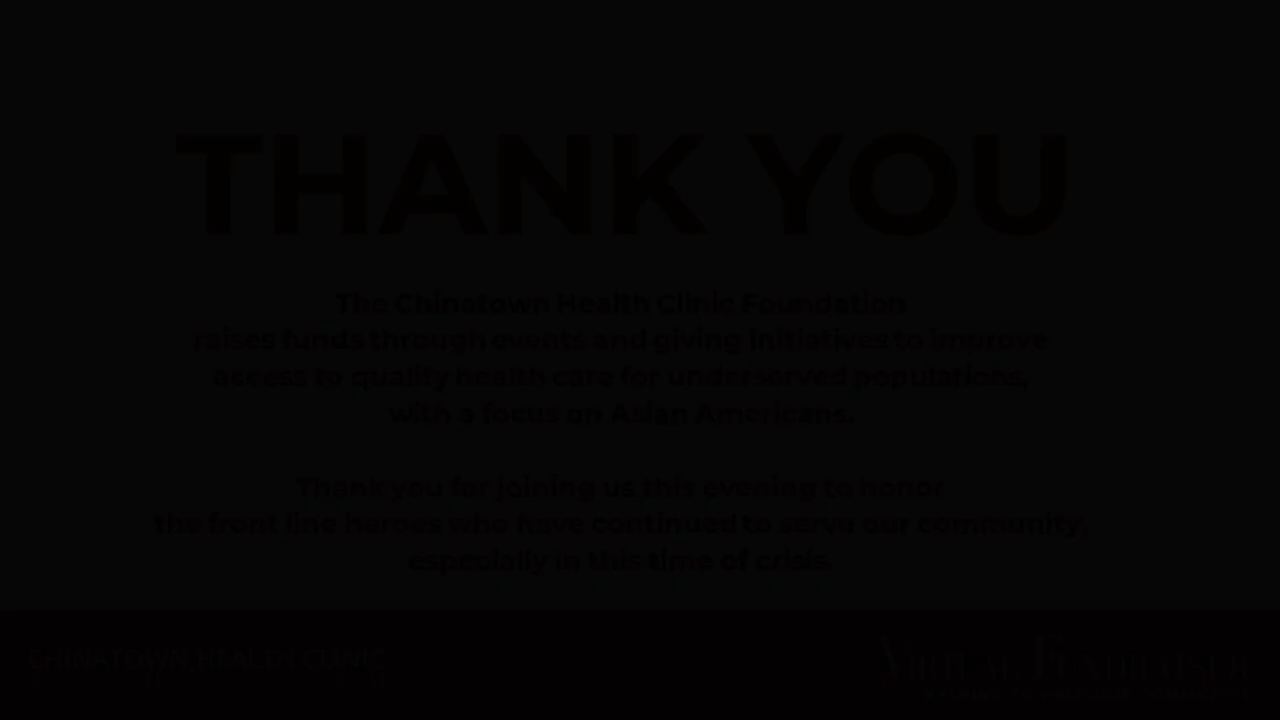 THANK YOU
The Chinatown Health Clinic Foundation
raises funds through events and giving initiatives to improve
access to quality health care for underserved populations,
with a focus on Asian Americans.
Thank you for joining us this evening to honor
the front line heroes who have continued to serve our community,
especially in this time of crisis.
CHINATOWN HEALTH CLINIC
VIRTUAL FUNDRAISER